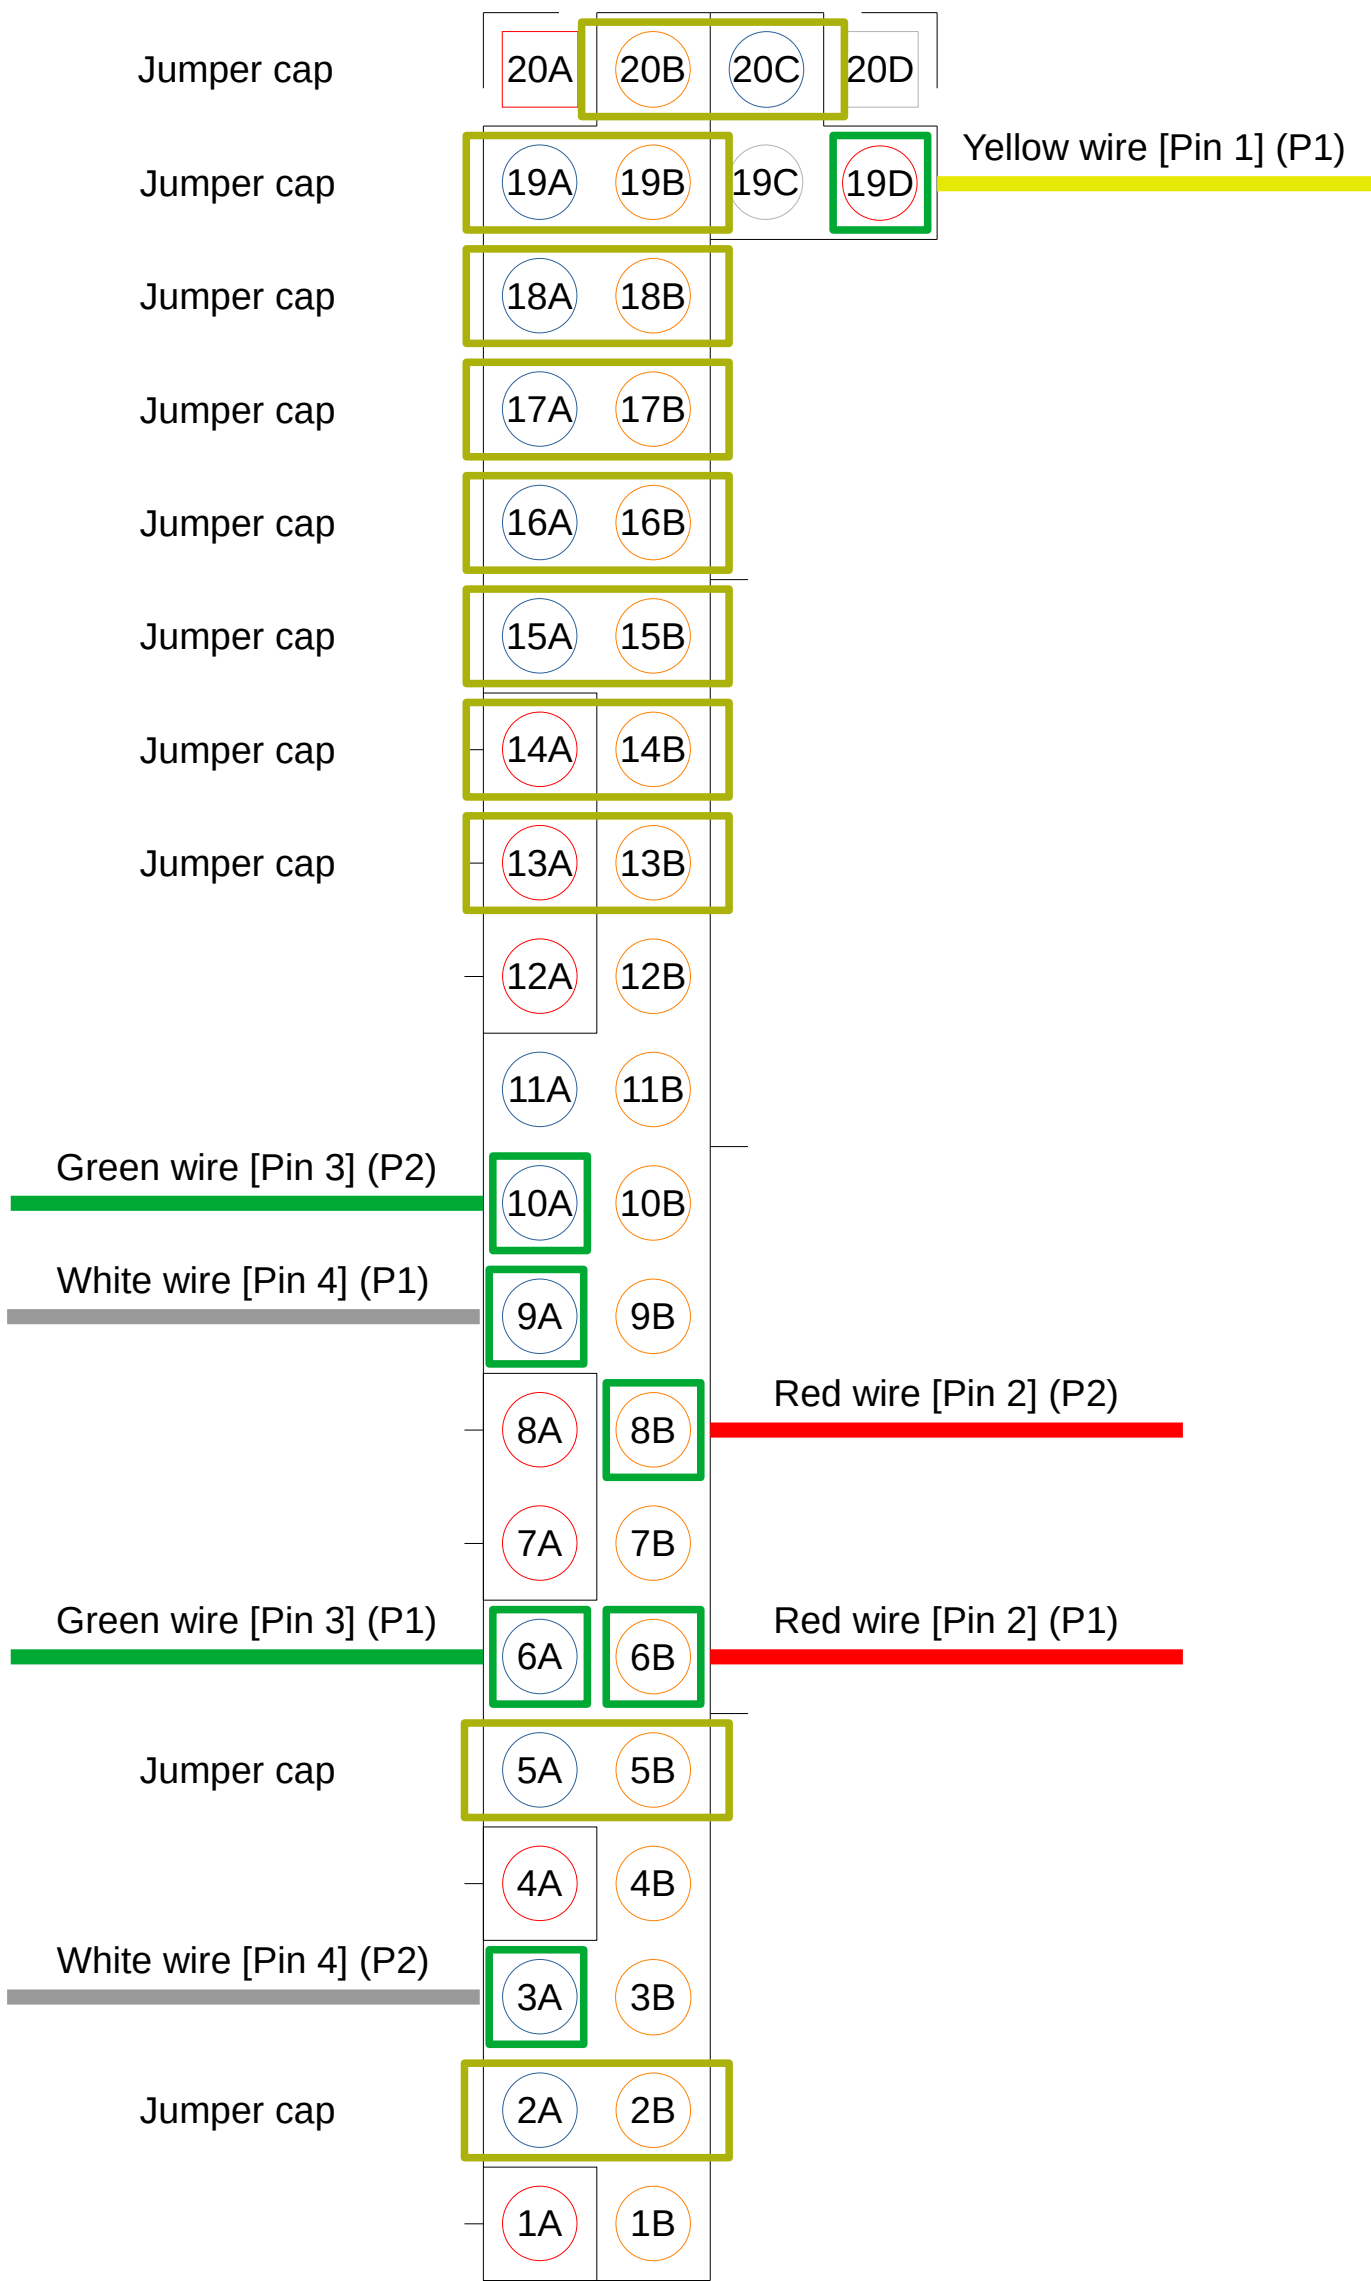 Jumper cap 20A 20B 20C 20D
Yellow wire [Pin 1] (P1)
Jumper cap 19A 19B 19C 19D
Jumper cap 18A 18B
Jumper cap 17A 17B
Jumper cap 16A 16B
Jumper cap 15A 15B
Jumper cap 14A 14B
Jumper cap 13A 13B
12A 12B
11A 11B
Green wire [Pin 3] (P2)
10A 10B
White wire [Pin 4] (P1)
9A 9B
Red wire [Pin 2] (P2)
8A 8B
7A 7B
Green wire [Pin 3] (P1) Red wire [Pin 2] (P1)
6A 6B
Jumper cap 5A 5B
4A 4B
White wire [Pin 4] (P2)
3A 3B
Jumper cap 2A 2B
1A 1B